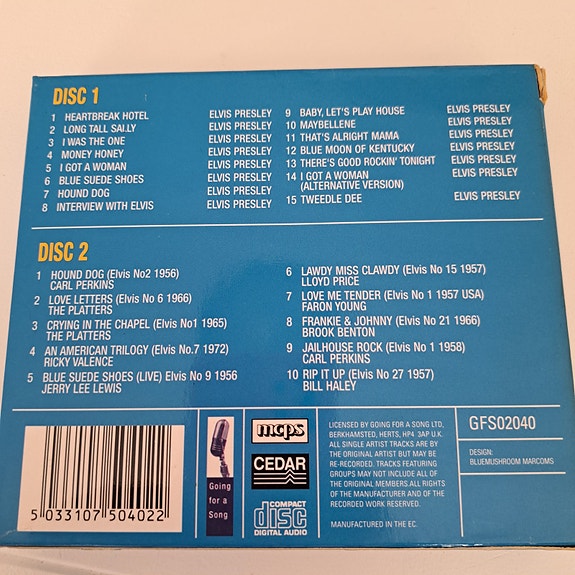 DISC 1
1 HEARTBREAK HOTEL ELVIS PRESLEY
2 LONG TALL SALLY ELVIS PRESLEY
3 I WAS THE ONE ELVIS PRESLEY
4 MONEY HONEY ELVIS PRESLEY
5 I GOT A WOMAN ELVIS PRESLEY
6 BLUE SUEDE SHOES ELVIS PRESLEY
7 HOUND DOG ELVIS PRESLEY
8 INTERVIEW WITH ELVIS ELVIS PRESLEY
9 BABY, LET'S PLAY HOUSE ELVIS PRESLEY
10 MAYBELLENE ELVIS PRESLEY
11 THAT'S ALRIGHT MAMA ELVIS PRESLEY
12 BLUE MOON OF KENTUCKY ELVIS PRESLEY
13 THERE'S GOOD ROCKIN' TONIGHT ELVIS PRESLEY
14 I GOT A WOMAN ELVIS PRESLEY
(ALTERNATIVE VERSION)
15 TWEEDLE DEE ELVIS PRESLEY
DISC 2
1 HOUND DOG (Elvis No2 1956)
CARL PERKINS
2 LOVE LETTERS (Elvis No 6 1966)
THE PLATTERS
3 CRYING IN THE CHAPEL (Elvis No1 1965)
THE PLATTERS
4 AN AMERICAN TRILOGY (Elvis No.7 1972)
RICKY VALENCE
5 BLUE SUEDE SHOES (LIVE) Elvis No 9 1956
JERRY LEE LEWIS
6 LAWDY MISS CLAWDY (Elvis No 15 1957)
LLOYD PRICE
7 LOVE ME TENDER (Elvis No 1 1957 USA)
FARON YOUNG
8 FRANKIE & JOHNNY (Elvis No 21 1966)
BROOK BENTON
9 JAILHOUSE ROCK (Elvis No 1 1958)
CARL PERKINS
10 RIP IT UP (Elvis No 27 1957)
BILL HALEY
5 033107 504022
Going
for a
Song
mcps
CEDAR
COMPACT
disc
DIGITAL AUDIO
LICENSED BY GOING FOR A SONG LTD,
BERKHAMSTED, HERTS, HP4 3AP U.K.
ALL SINGLE ARTIST TRACKS ARE BY
THE ORIGINAL ARTIST BUT MAY BE
RE-RECORDED. TRACKS FEATURING
GROUPS MAY NOT INCLUDE ALL OF
THE ORIGINAL MEMBERS.ALL RIGHTS
OF THE MANUFACTURER AND OF THE
RECORDED WORK RESERVED.
MANUFACTURED IN THE EC.
GFS02040
DESIGN:
BLUEMUSHROOM MARCOMS